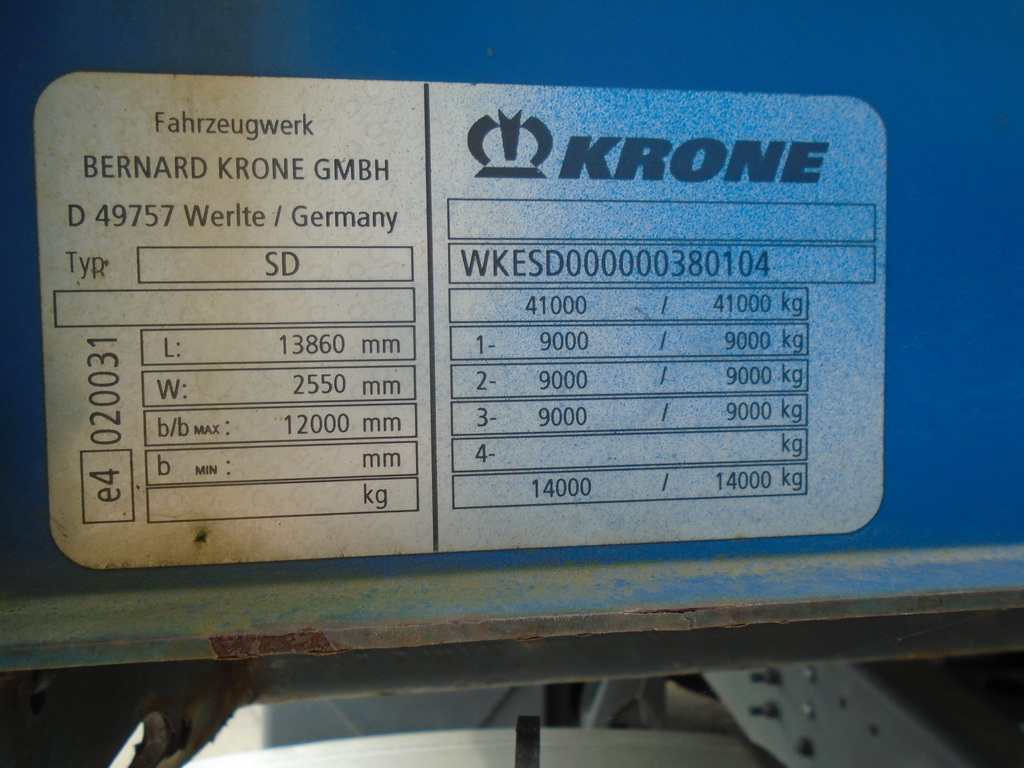 Fahrzeugwerk
BERNARD KRONE GMBH
D 49757 Werlte / Germany
Typ SD
L: 13860 mm
W: 2550 mm
b/b MAX : 12000 mm
b MIN : mm
kg
e4 020031
KRONE
WKESD000000380104
41000 / 41000 kg
1- 9000 / 9000 kg
2- 9000 / 9000 kg
3- 9000 / 9000 kg
4- kg
14000 / 14000 kg